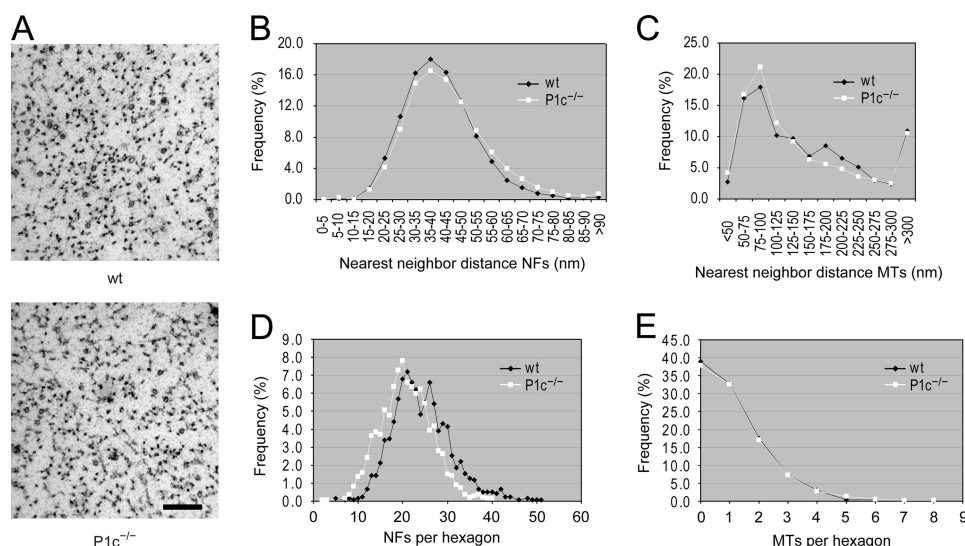 A
wt
P1c−/−
B
20.0
16.0
12.0
8.0
4.0
0.0
Frequency (%)
wt
P1c−/−
0-5
5-10
10-15
15-20
20-25
25-30
30-35
35-40
40-45
45-50
50-55
55-60
60-65
65-70
70-75
75-80
80-85
85-90
>90
Nearest neighbor distance NFs (nm)
C
25.0
20.0
15.0
10.0
5.0
0.0
Frequency (%)
wt
P1c−/−
<50
50-75
75-100
100-125
125-150
150-175
175-200
200-225
225-250
250-275
275-300
>300
Nearest neighbor distance MTs (nm)
D
9.0
8.0
7.0
6.0
5.0
4.0
3.0
2.0
1.0
0.0
Frequency (%)
wt
P1c−/−
0 10 20 30 40 50 60
NFs per hexagon
E
45.0
40.0
35.0
30.0
25.0
20.0
15.0
10.0
5.0
0.0
Frequency (%)
wt
P1c−/−
0 1 2 3 4 5 6 7 8 9
MTs per hexagon